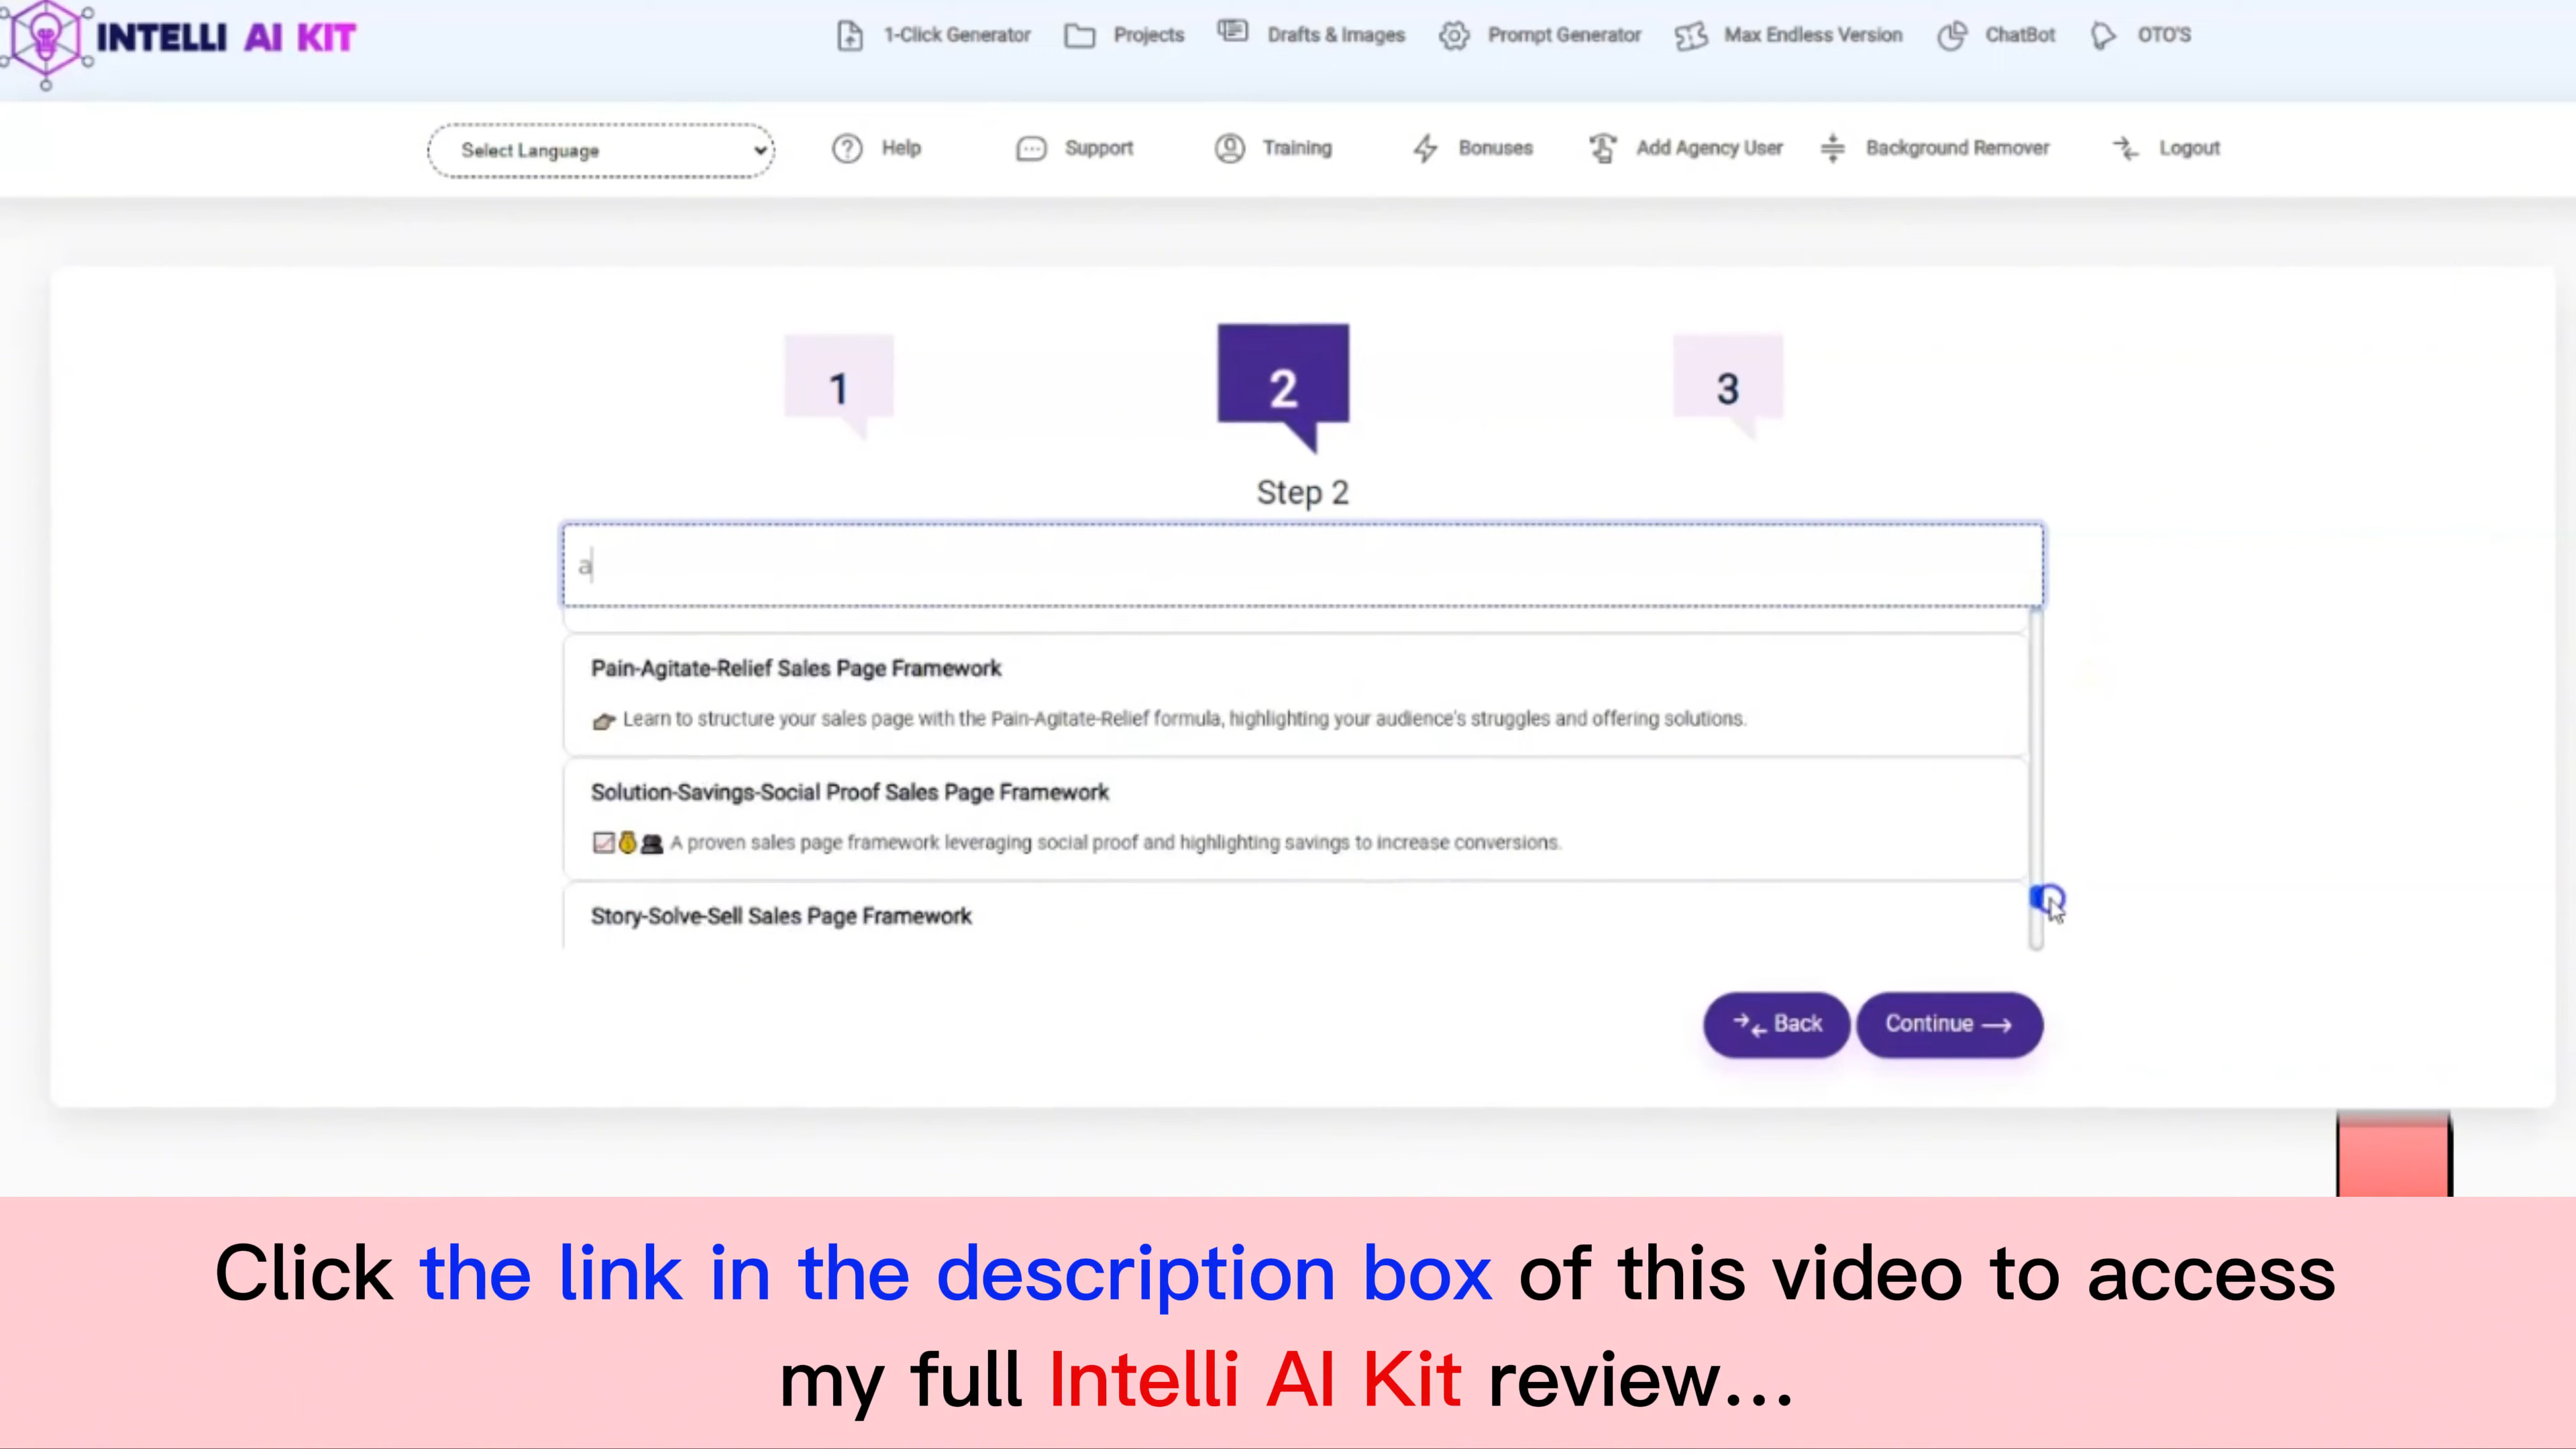 INTELLI AI KIT
1-Click Generator Projects Drafts & Images Prompt Generator Max Endless Version ChatBot OTO'S
Select Language Help Support Training Bonuses Add Agency User Background Remover Logout
1 2 3
Step 2
a
Pain-Agitate-Relief Sales Page Framework
Learn to structure your sales page with the Pain-Agitate-Relief formula, highlighting your audience's struggles and offering solutions.
Solution-Savings-Social Proof Sales Page Framework
A proven sales page framework leveraging social proof and highlighting savings to increase conversions.
Story-Solve-Sell Sales Page Framework
Back Continue
Click the link in the description box of this video to access
my full Intelli AI Kit review...